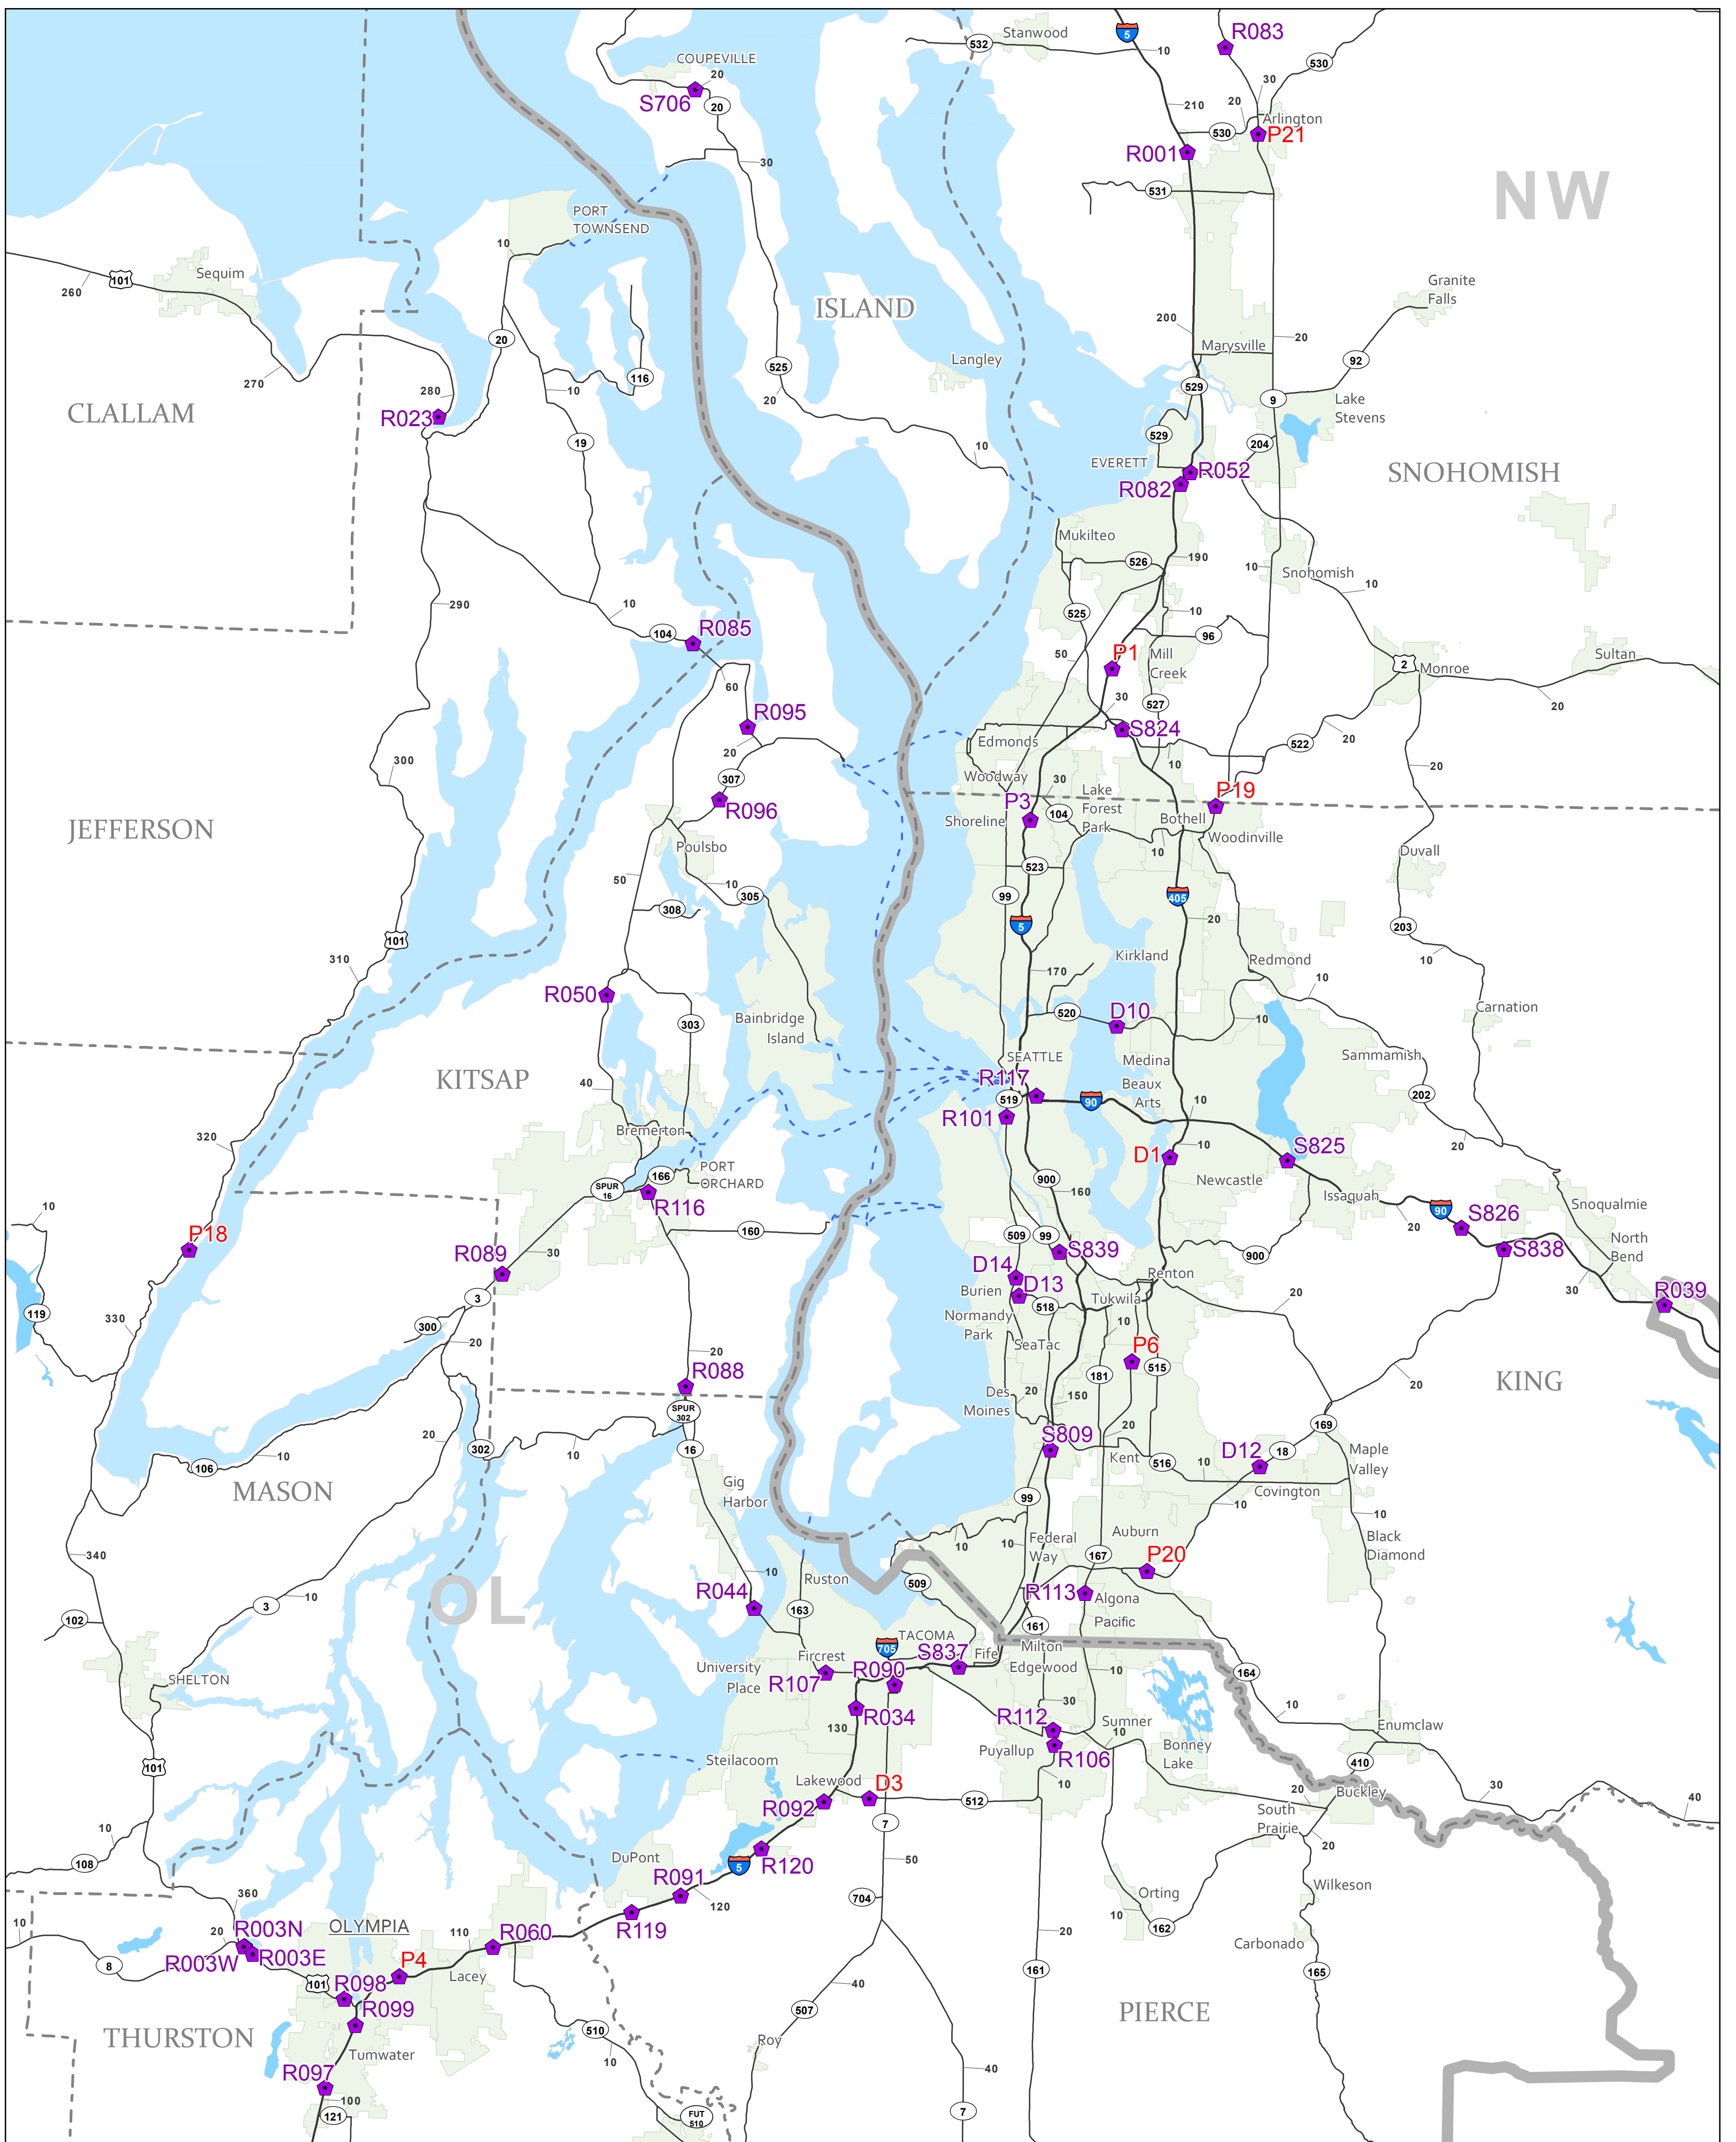 R083
532
Stanwood
5
10
530
COUPEVILLE
20
S706
20
30
210
20
530
Arlington
P21
R001
30
531
NW
PORT
TOWNSEND
10
Sequim
101
260
ISLAND
Granite
Falls
200
20
Marysville
92
20
116
525
Langley
270
280
10
20
529
9
Lake
Stevens
CLALLAM
R023
19
10
529
204
EVERETT
R052
R082
SNOHOMISH
Mukilteo
526
190
10
Snohomish
10
290
10
525
10
104
R085
96
50
P1
Mill
Creek
2
Monroe
Sultan
60
30
20
R095
527
S824
Edmonds
522
20
300
20
10
20
307
Woodway
30
P19
R096
P3
Lake
Forest
Park
104
Shoreline
Bothell
Woodinville
JEFFERSON
Poulsbo
523
10
Duvall
50
10
305
99
405
308
5
20
203
101
310
Kirkland
Redmond
10
170
10
R050
Carnation
303
Bainbridge
Island
520
D10
10
SEATTLE
Medina
Sammamish
KITSAP
40
R117
Beaux
Arts
519
90
10
202
R101
320
Bremerton
20
10
D1
S825
166
PORT
ORCHARD
SPUR
16
900
Newcastle
160
Issaquah
Snoqualmie
R116
90
10
20
S826
P18
160
509
99
North
Bend
R089
30
S839
900
S838
D14
Renton
3
D13
Burien
30
R039
119
518
Tukwila
20
330
300
Normandy
Park
10
20
SeaTac
P6
20
R088
181
515
20
KING
Des
Moines
20
150
SPUR
302
20
169
20
302
16
S809
D12
18
Maple
Valley
10
Kent
516
10
106
10
Covington
MASON
Gig
Harbor
99
10
10
Auburn
Black
Diamond
Federal
Way
10
10
340
167
P20
10
Ruston
509
OL
R044
R113
Algona
10
3
102
163
Pacific
161
705
TACOMA
Milton
S837
Fife
Fircrest
University
Place
R090
Edgewood
10
164
SHELTON
R107
30
10
R034
R112
Sumner
130
10
Enumclaw
Puyallup
R106
Bonney
Lake
Steilacoom
101
410
Lakewood
D3
10
20
Buckley
30
R092
512
40
7
South
Prairie
10
20
DuPont
R120
108
5
50
R091
Wilkeson
120
704
Orting
360
R119
10
162
10
OLYMPIA
110
R060
20
R003N
20
R003W
R003E
Carbonado
8
P4
Lacey
165
101
R098
40
161
R099
507
THURSTON
PIERCE
510
Roy
Tumwater
10
40
R097
100
121
FUT
510
7